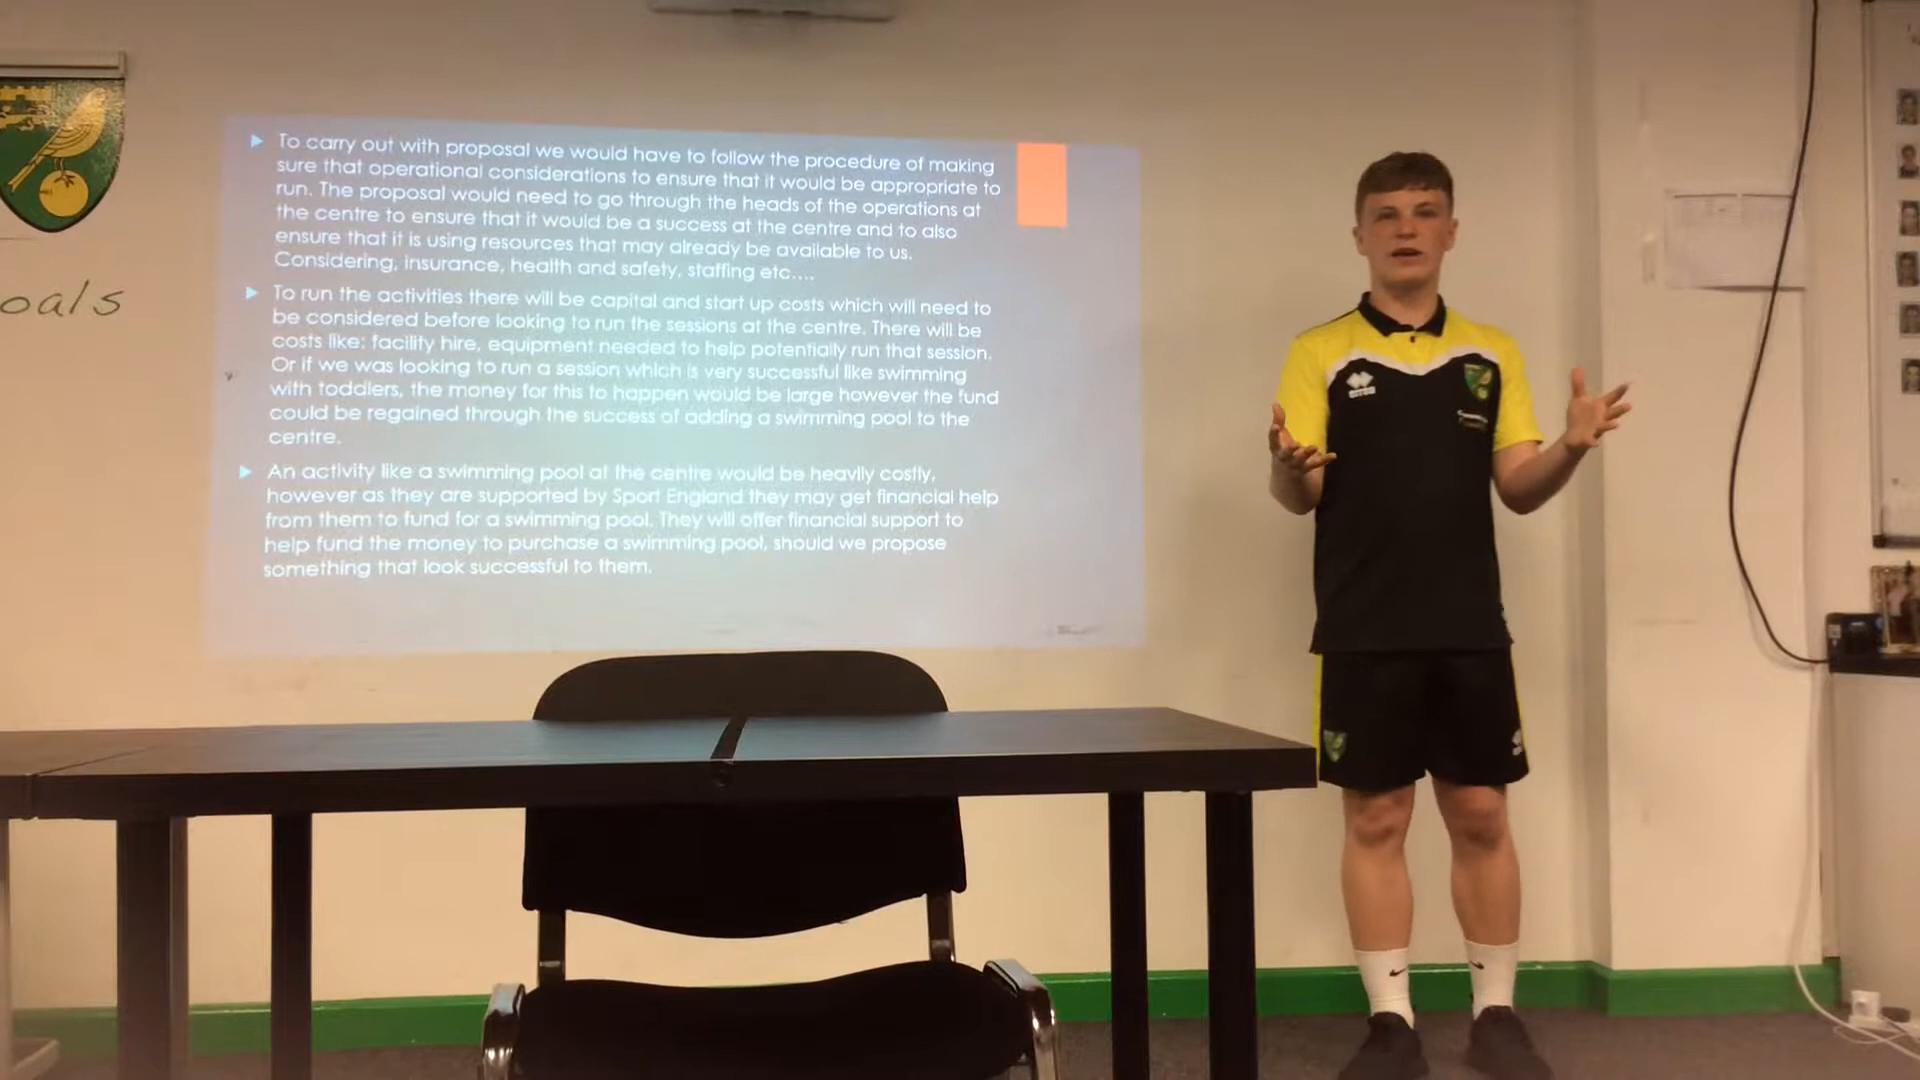 oals
To carry out with proposal we would have to follow the procedure of making
sure that operational considerations to ensure that it would be appropriate to
run. The proposal would need to go through the heads of the operations at
the centre to ensure that it would be a success at the centre and to also
ensure that it is using resources that may already be available to us.
Considering, insurance, health and safety, staffing etc....
To run the activities there will be capital and start up costs which will need to
be considered before looking to run the sessions at the centre. There will be
costs like: facility hire, equipment needed to help potentially run that session.
Or if we was looking to run a session which is very successful like swimming
with toddlers, the money for this to happen would be large however the fund
could be regained through the success of adding a swimming pool to the
centre.
An activity like a swimming pool at the centre would be heavily costly,
however as they are supported by Sport England they may get financial help
from them to fund for a swimming pool. They will offer financial support to
help fund the money to purchase a swimming pool, should we propose
something that look successful to them.